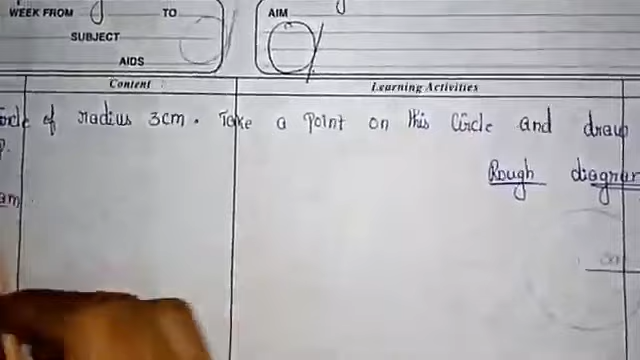 WEEK FROM TO
SUBJECT
AIDS
AIM
Content Learning Activities
of radius 3cm. Take a Point on this Circle and draw
P.
Rough diagram
am